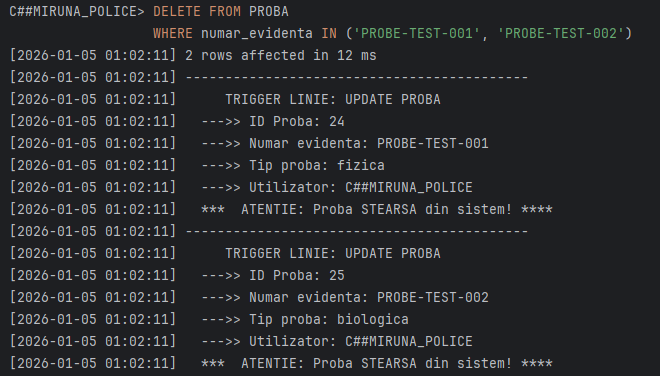 C##MIRUNA_POLICE> DELETE FROM PROBA
WHERE numar_evidenta IN ('PROBE-TEST-001', 'PROBE-TEST-002')
[2026-01-05 01:02:11] 2 rows affected in 12 ms
[2026-01-05 01:02:11] -------------------------------------------
[2026-01-05 01:02:11] TRIGGER LINIE: UPDATE PROBA
[2026-01-05 01:02:11] --->> ID Proba: 24
[2026-01-05 01:02:11] --->> Numar evidenta: PROBE-TEST-001
[2026-01-05 01:02:11] --->> Tip proba: fizica
[2026-01-05 01:02:11] --->> Utilizator: C##MIRUNA_POLICE
[2026-01-05 01:02:11] *** ATENTIE: Proba STEARSA din sistem! ****
[2026-01-05 01:02:11] -------------------------------------------
[2026-01-05 01:02:11] TRIGGER LINIE: UPDATE PROBA
[2026-01-05 01:02:11] --->> ID Proba: 25
[2026-01-05 01:02:11] --->> Numar evidenta: PROBE-TEST-002
[2026-01-05 01:02:11] --->> Tip proba: biologica
[2026-01-05 01:02:11] --->> Utilizator: C##MIRUNA_POLICE
[2026-01-05 01:02:11] *** ATENTIE: Proba STEARSA din sistem! ****